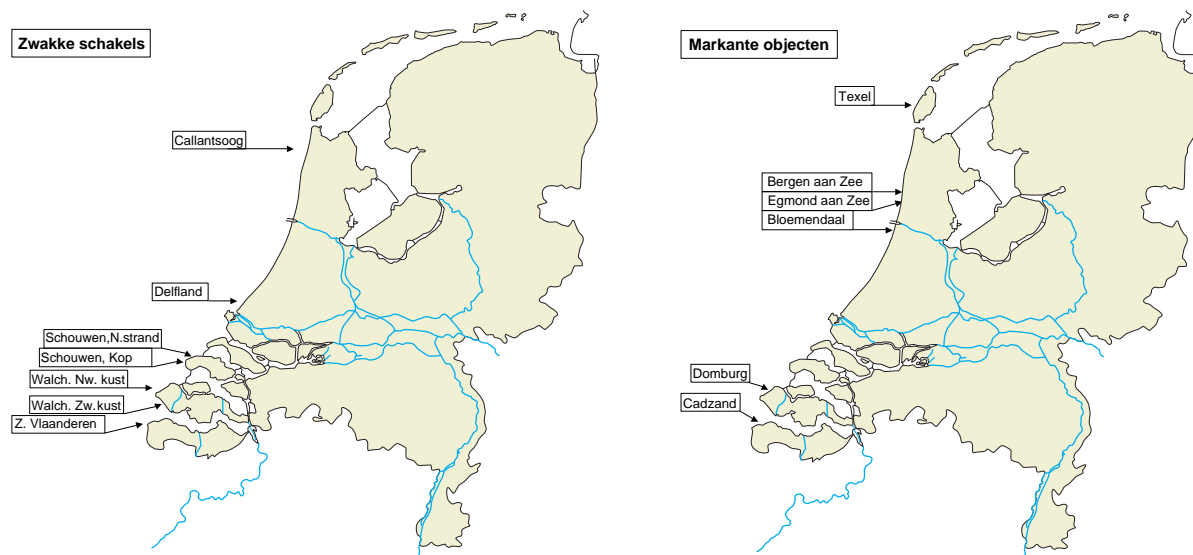 Zwakke schakels
Callantsoog
Delfland
Schouwen,N.strand
Schouwen, Kop
Walch. Nw. kust
Walch. Zw.kust
Z. Vlaanderen
Markante objecten
Texel
Bergen aan Zee
Egmond aan Zee
Bloemendaal
Domburg
Cadzand